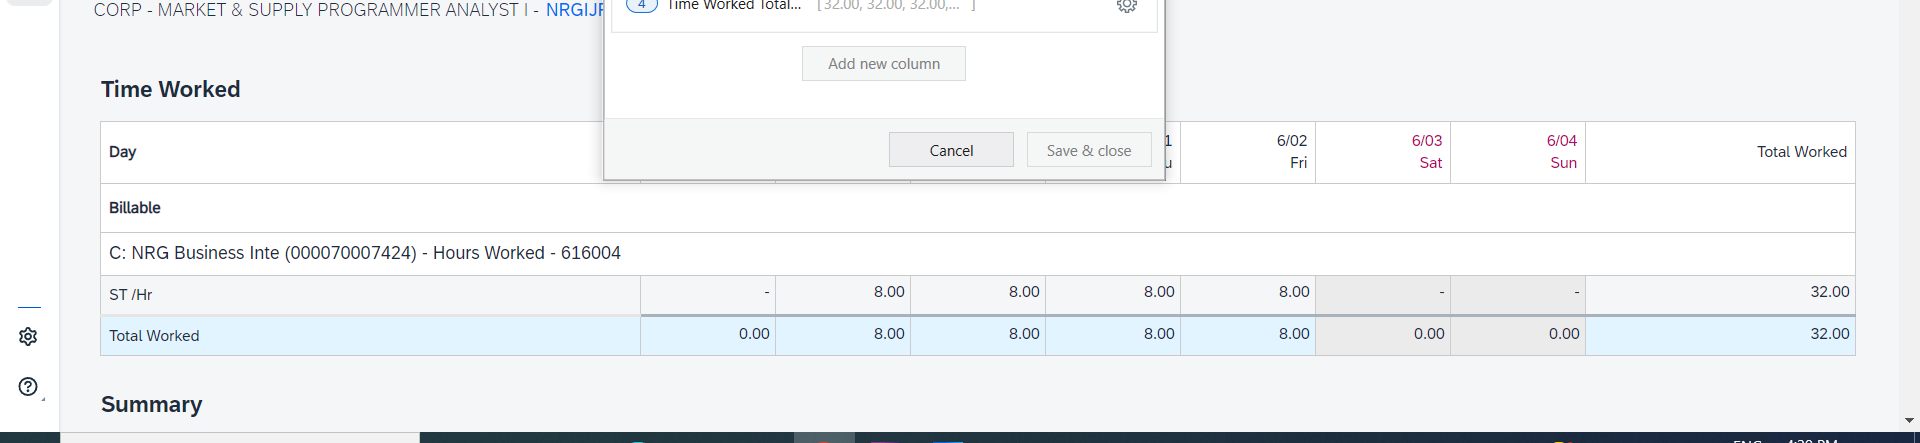 CORP - MARKET & SUPPLY PROGRAMMER ANALYST I - NRGIJF
4 Time Worked Total... [32.00, 32.00, 32.00,... ]
Add new column
Cancel Save & close
Time Worked
Day 6/02 Fri 6/03 Sat 6/04 Sun Total Worked
Billable
C: NRG Business Inte (000070007424) - Hours Worked - 616004
ST /Hr - 8.00 8.00 8.00 8.00 - - 32.00
Total Worked 0.00 8.00 8.00 8.00 8.00 0.00 0.00 32.00
Summary